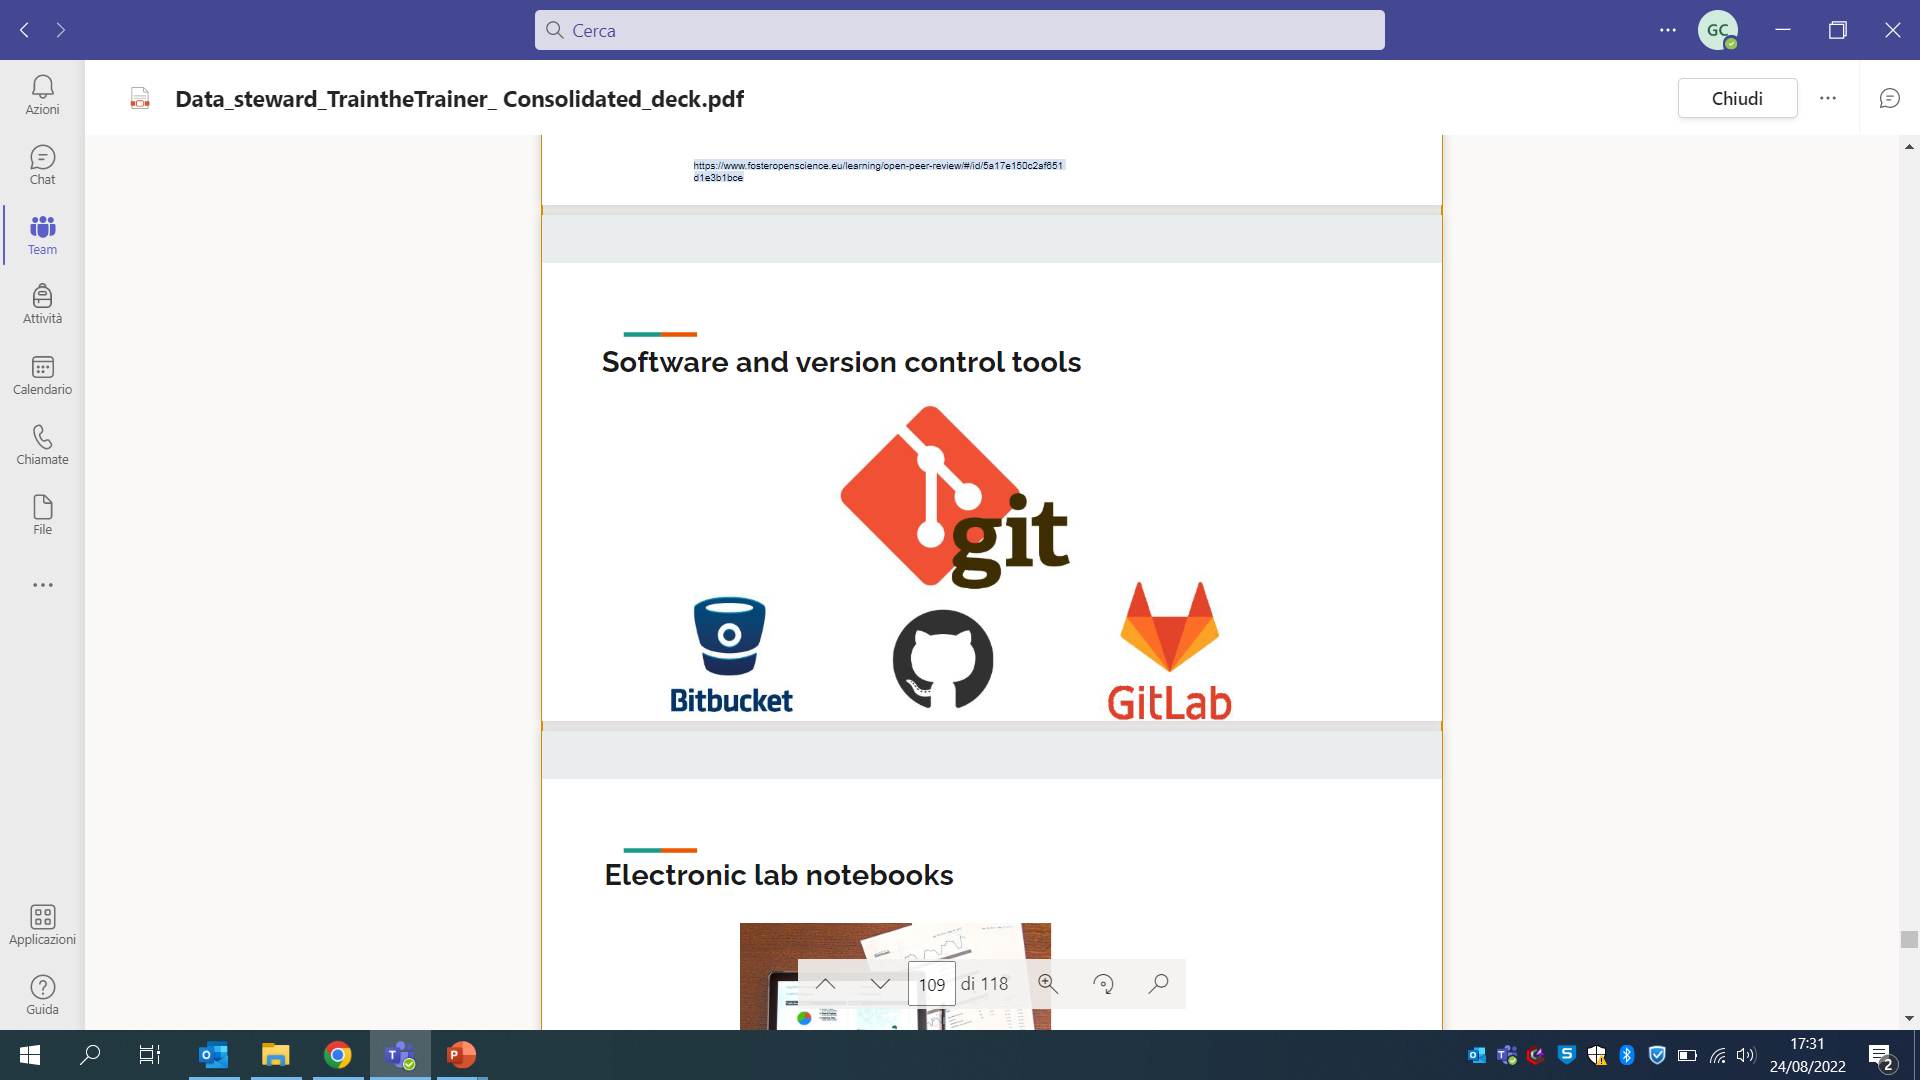 Cerca
GC
Azioni
Chat
Team
Attività
Calendario
Chiamate
File
Applicazioni
Guida
Data_steward_TraintheTrainer_ Consolidated_deck.pdf
Chiudi
https://www.fosteropenscience.eu/learning/open-peer-review/#/id/5a17e150c2af651
d1e3b1bce
Software and version control tools
git
Bitbucket
GitLab
Electronic lab notebooks
109 di 118
17:31
24/08/2022
2